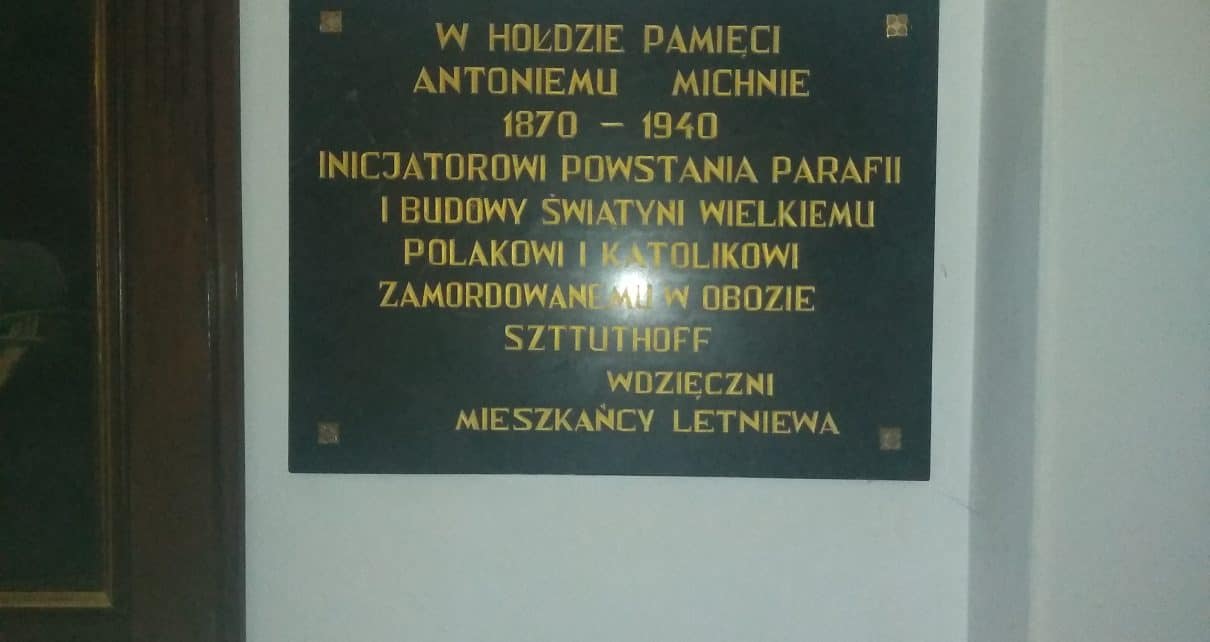 W HOŁDZIE PAMIĘCI
ANTONIEMU MICHNIE
1870 – 1940
INICJATOROWI POWSTANIA PARAFII
I BUDOWY ŚWIĄTYNI WIELKIEMU
POLAKOWI I KATOLIKOWI
ZAMORDOWANEMU W OBOZIE
SZTTUTHOFF
WDZIĘCZNI
MIESZKAŃCY LETNIEWA